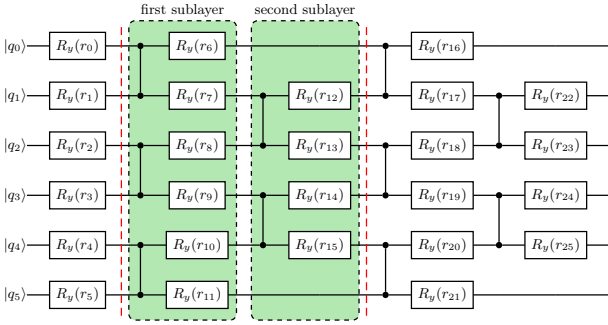 first sublayer second sublayer
|q0⟩ Ry(r0) Ry(r6) Ry(r16)
|q1⟩ Ry(r1) Ry(r7) Ry(r12) Ry(r17) Ry(r22)
|q2⟩ Ry(r2) Ry(r8) Ry(r13) Ry(r18) Ry(r23)
|q3⟩ Ry(r3) Ry(r9) Ry(r14) Ry(r19) Ry(r24)
|q4⟩ Ry(r4) Ry(r10) Ry(r15) Ry(r20) Ry(r25)
|q5⟩ Ry(r5) Ry(r11) Ry(r21)